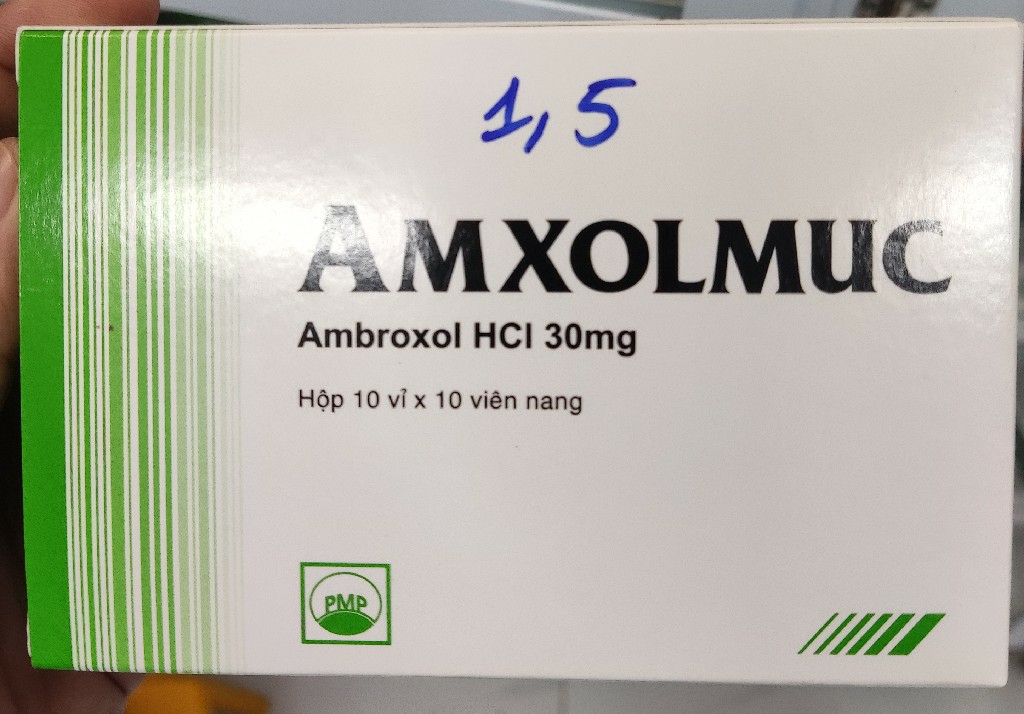 1,5
AMXOLMUC
Ambroxol HCl 30mg
Hộp 10 vỉ x 10 viên nang
PMP